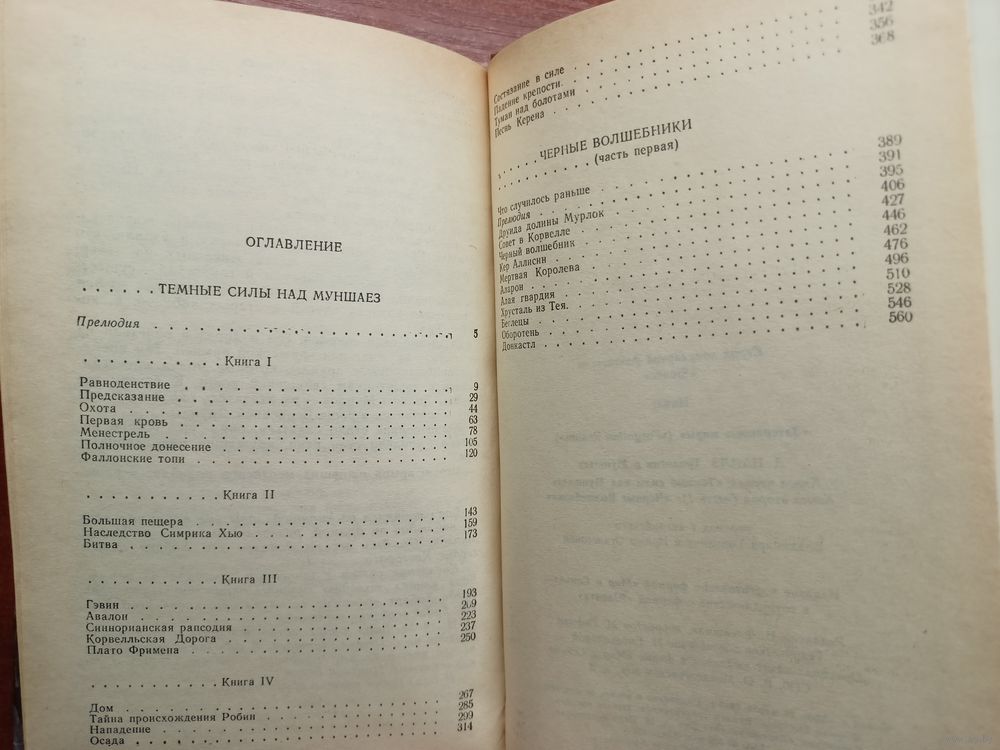 ОГЛАВЛЕНИЕ
. . . . . . ТЕМНЫЕ СИЛЫ НАД МУНШАЕЗ
Прелюдия . . . . . . . . . . 5
. . . . . . . . . . . Книга I
Равноденствие . . . . . . . . . . 9
Предсказание . . . . . . . . . . 29
Охота . . . . . . . . . . 44
Первая кровь . . . . . . . . . . 63
Менестрель . . . . . . . . . . 78
Полночное донесение . . . . . . . . . . 105
Фаллонские топи . . . . . . . . . . 120
. . . . . . . . . . . Книга II
Большая пещера . . . . . . . . . . 143
Наследство Симрика Хью . . . . . . . . . . 159
Битва . . . . . . . . . . 173
. . . . . . . . . . . Книга III
Гэвин . . . . . . . . . . 193
Авалон . . . . . . . . . . 209
Синнорианская рапсодия . . . . . . . . . . 223
Корвелльская Дорога . . . . . . . . . . 237
Плато Фримена . . . . . . . . . . 250
. . . . . . . . . . . Книга IV
Дом . . . . . . . . . . 267
Тайна происхождения Робин . . . . . . . . . . 285
Нападение . . . . . . . . . . 299
Осада . . . . . . . . . . 314
Состязание в силе . . . . . . . . . .
Падение крепости. . . . . . . . . . . 342
Туман над болотами . . . . . . . . . . 356
Песнь Керена . . . . . . . . . . 368
. . . . . ЧЕРНЫЕ ВОЛШЕБНИКИ
. . . . . . . . . . (часть первая)
Что случилось раньше . . . . . . . . . . 389
Прелюдия . . . . . . . . . . 391
Друида долины Мурлок . . . . . . . . . . 395
Совет в Корвелле . . . . . . . . . . 406
Черный волшебник . . . . . . . . . . 427
Кер Аллисин . . . . . . . . . . 446
Мертвая Королева . . . . . . . . . . 462
Аларон . . . . . . . . . . 476
Алая гвардия . . . . . . . . . . 496
Хрусталь из Тея. . . . . . . . . . . 510
Беглецы . . . . . . . . . . 528
Оборотень . . . . . . . . . . 546
Донкастл . . . . . . . . . . 560